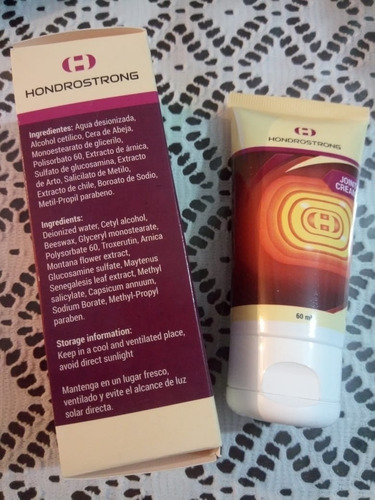 HONDROSTRONG
Ingredientes: Agua desionizada,
Alcohol cetílico, Cera de Abeja,
Monoestearato de glicerilo,
Polisorbato 60, Extracto de árnica,
Sulfato de glucosamina, Extracto
de Arto, Salicilato de Metilo,
Extracto de chile, Boroato de Sodio,
Metil-Propil parabeno.
Ingredients:
Deionized water, Cetyl alcohol,
Beeswax, Glyceryl monostearate,
Polysorbate 60, Troxerutin, Arnica
Montana flower extract,
Glucosamine sulfate, Maytenus
Senegalesis leaf extract, Methyl
salicylate, Capsicum annuum,
Sodium Borate, Methyl-Propyl
paraben.
Storage information:
Keep in a cool and ventilated place,
avoid direct sunlight
Mantenga en un lugar fresco,
ventilado y evite el alcance de luz
solar directa.
HONDROSTRONG
JOINT
CREAM
60 ml